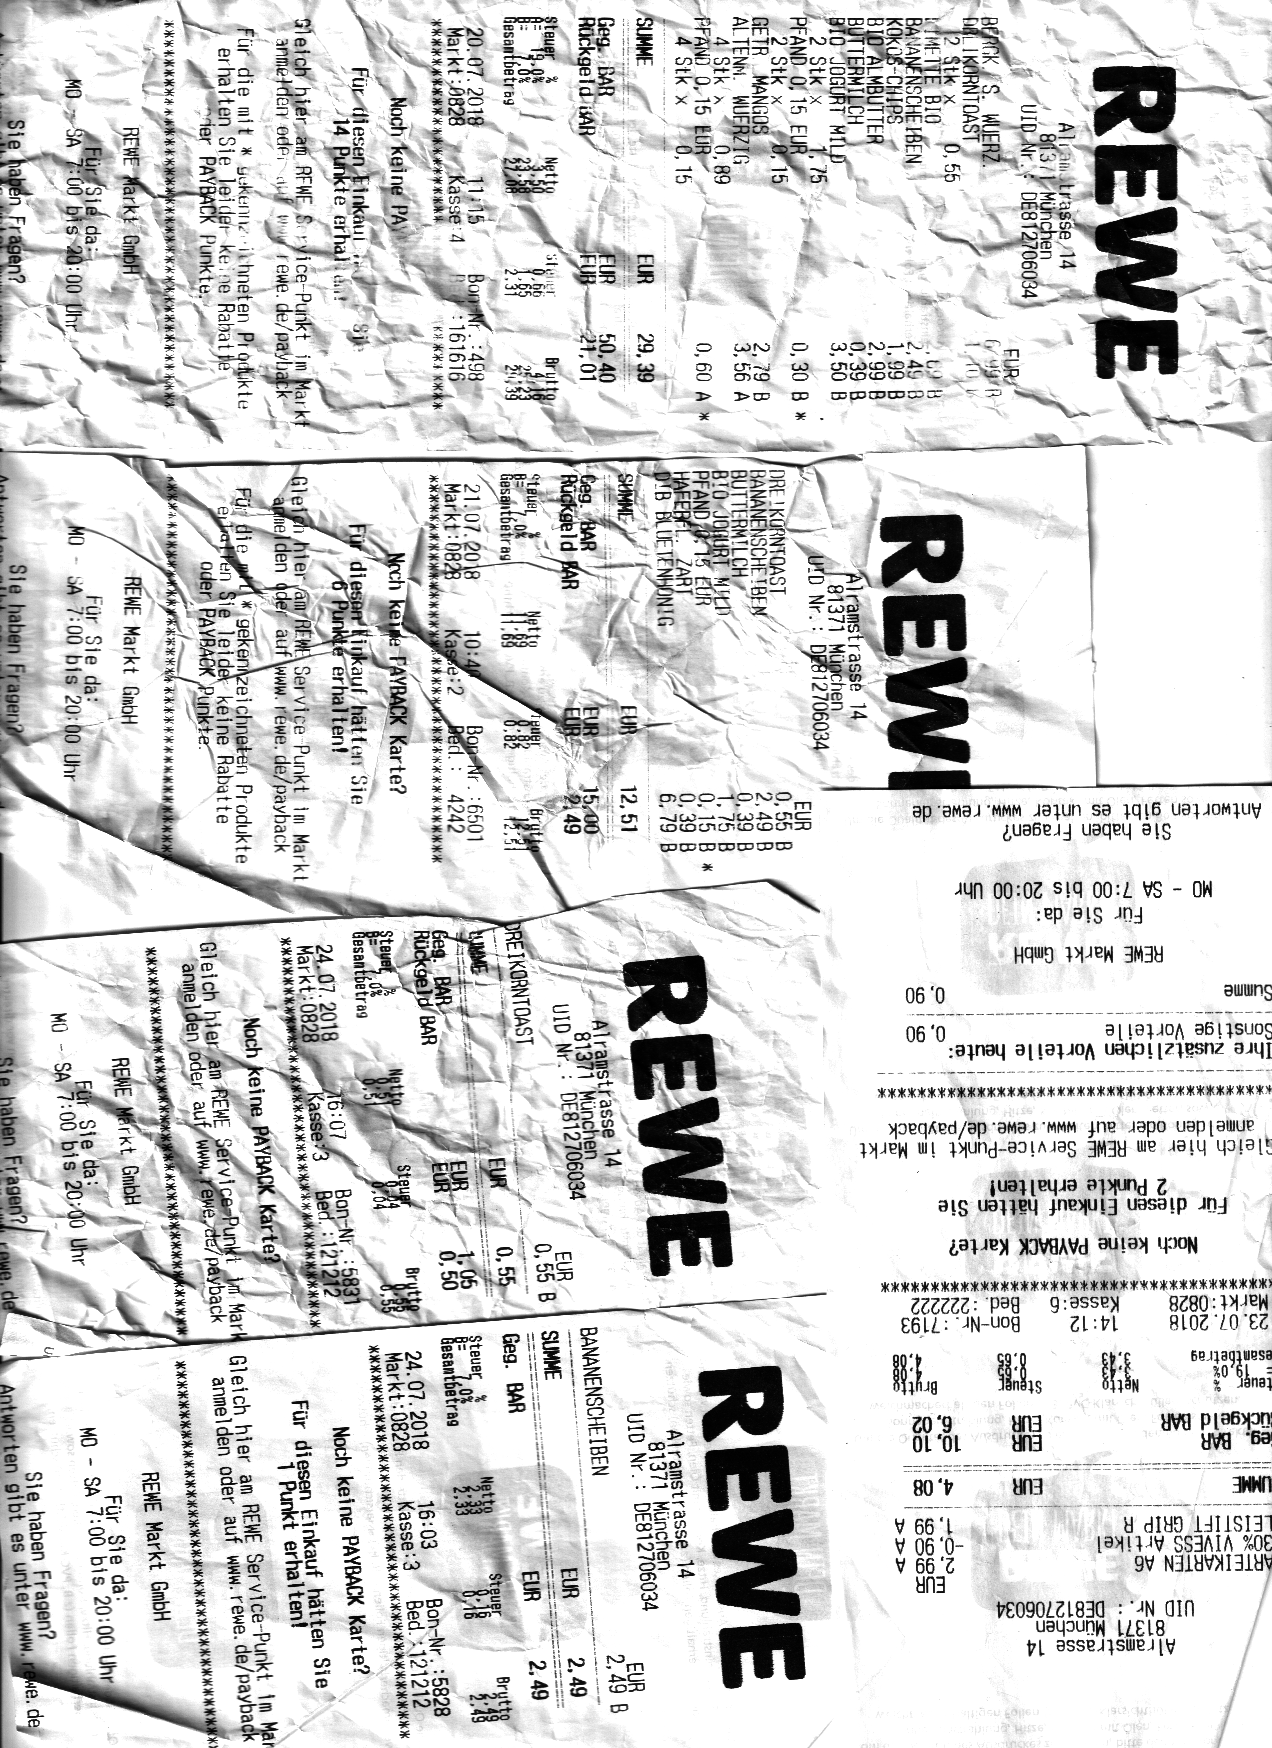 REWE
Alramstrasse 14
81371 München
UID Nr.: DE812706034
EUR
S. WUERZ.
DREIKORNTOAST
2 Stk x 0,55
LIMETTE BIO
BANANENSCHEIBEN 2,49 B
KOKOS-CHIPS 1,99 B
BIO ALMBUTTER 2,99 B
BUTTERMILCH 0,39 B
BIO JOGURT MILD 3,50 B
2 Stk x 1,75
PFAND 0,15 EUR 0,30 B *
2 Stk x 0,15
GETR. MANGOS 2,79 B
ALTENM. WUERZIG 3,56 A
4 Stk x 0,89
PFAND 0,15 EUR 0,60 A *
4 Stk x 0,15
SUMME EUR 29,39
Geg. BAR EUR 50,40
Rückgeld BAR EUR 21,01
Steuer % Netto Steuer Brutto
A= 19,0% 3,50 0,66 4,16
B= 7,0% 23,58 1,65 25,23
Gesamtbetrag 27,08 2,31 29,39
20.07.2018 11:15 Bon-Nr.:4498
Markt:0828 Kasse:4 :161616
****************************************
Noch keine PA
Für diesen Einkauf Sie
14 Punkte erhalten!
Gleich hier am REWE Service-Punkt im Markt
anmelden oder auf www.rewe.de/payback
Für die mit * gekennzeichneten Produkte
erhalten Sie leider keine Rabatte
oder PAYBACK Punkte.
****************************************
REWE Markt GmbH
Für Sie da:
MO - SA 7:00 bis 20:00 Uhr
Sie haben Fragen?
REWE
Alramstrasse 14
81371 München
UID Nr.: DE812706034
EUR
DREIKORNTOAST 0,55 B
BANANENSCHEIBEN 2,49 B
BUTTERMILCH 0,39 B
BIO JOGURT MILD 1,75 B
PFAND 0,15 EUR 0,15 B *
HAFERFL. ZART 0,39 B
DIB BLUETENHONIG 6,79 B
SUMME EUR 12,51
Geg. BAR EUR 15,00
Rückgeld BAR EUR 2,49
Steuer % Netto Steuer Brutto
B= 7,0% 11,69 0,82 12,51
Gesamtbetrag 11,69 0,82 12,51
21.07.2018 10:4 Bon-Nr.:6501
Markt:0828 Kasse:2 Bed.: 4242
****************************************
Noch keine PAYBACK Karte?
Für diesen Einkauf hätten Sie
6 Punkte erhalten!
Gleich hier am REWE Service-Punkt im Markt
anmelden oder auf www.rewe.de/payback
Für die mit * gekennzeichneten Produkte
erhalten Sie leider keine Rabatte
oder PAYBACK Punkte.
****************************************
REWE Markt GmbH
Für Sie da:
MO - SA 7:00 bis 20:00 Uhr
Sie haben Fragen?
REWE
Alramstrasse 14
81371 München
UID Nr.: DE812706034
EUR
DREIKORNTOAST 0,55 B
SUMME EUR 0,55
Geg. BAR EUR 1,05
Rückgeld BAR EUR 0,50
Steuer % Netto Steuer Brutto
B= 7,0% 0,51 0,04 0,55
Gesamtbetrag 0,51 0,04 0,55
24.07.2018 16:07 Bon-Nr.:5831
Markt:0828 Kasse:3 Bed.:121212
****************************************
Noch keine PAYBACK Karte?
Gleich hier am REWE Service-Punkt im Mark
anmelden oder auf www.rewe.de/payback
****************************************
REWE Markt GmbH
Für Sie da:
MO - SA 7:00 bis 20:00 Uhr
Sie haben Fragen?
rewe.de
REWE
Alramstrasse 14
81371 München
UID Nr.: DE812706034
EUR
BANANENSCHEIBEN 2,49 B
SUMME EUR 2,49
Geg. BAR EUR 2,49
Steuer % Netto Steuer Brutto
B= 7,0% 2,33 0,16 2,49
Gesamtbetrag 2,33 0,16 2,49
24.07.2018 16:03 Bon-Nr.:5828
Markt:0828 Kasse:3 Bed.:121212
****************************************
Noch keine PAYBACK Karte?
Für diesen Einkauf hätten Sie
1 Punkt erhalten!
Gleich hier am REWE Service-Punkt im Mar
anmelden oder auf www.rewe.de/payback
****************************************
REWE Markt GmbH
Für Sie da:
MO - SA 7:00 bis 20:00 Uhr
Sie haben Fragen?
Antworten gibt es unter www.rewe.de
Alramstrasse 14
81371 München
UID Nr.: DE812706034
EUR
ARTEIKARTEN A6 2,99 A
30% VIVESS Artikel -0,90 A
LEISTIFT GRIP R 1,99 A
UMME EUR 4,08
eg. BAR EUR 10,10
ückgeld BAR EUR 6,02
teuer % Netto Steuer Brutto
= 19,0% 3,43 0,65 4,08
esamtbetrag 3,43 0,65 4,08
23.07.2018 14:12 Bon-Nr.:7193
Markt:0828 Kasse:6 Bed.:222222
****************************************
Noch keine PAYBACK Karte?
Für diesen Einkauf hätten Sie
2 Punkte erhalten!
Gleich hier am REWE Service-Punkt im Markt
anmelden oder auf www.rewe.de/payback
****************************************
Ihre zusätzlichen Vorteile heute:
Sonstige Vorteile 0,90
Summe 0,90
REWE Markt GmbH
Für Sie da:
MO - SA 7:00 bis 20:00 Uhr
Sie haben Fragen?
Antworten gibt es unter www.rewe.de